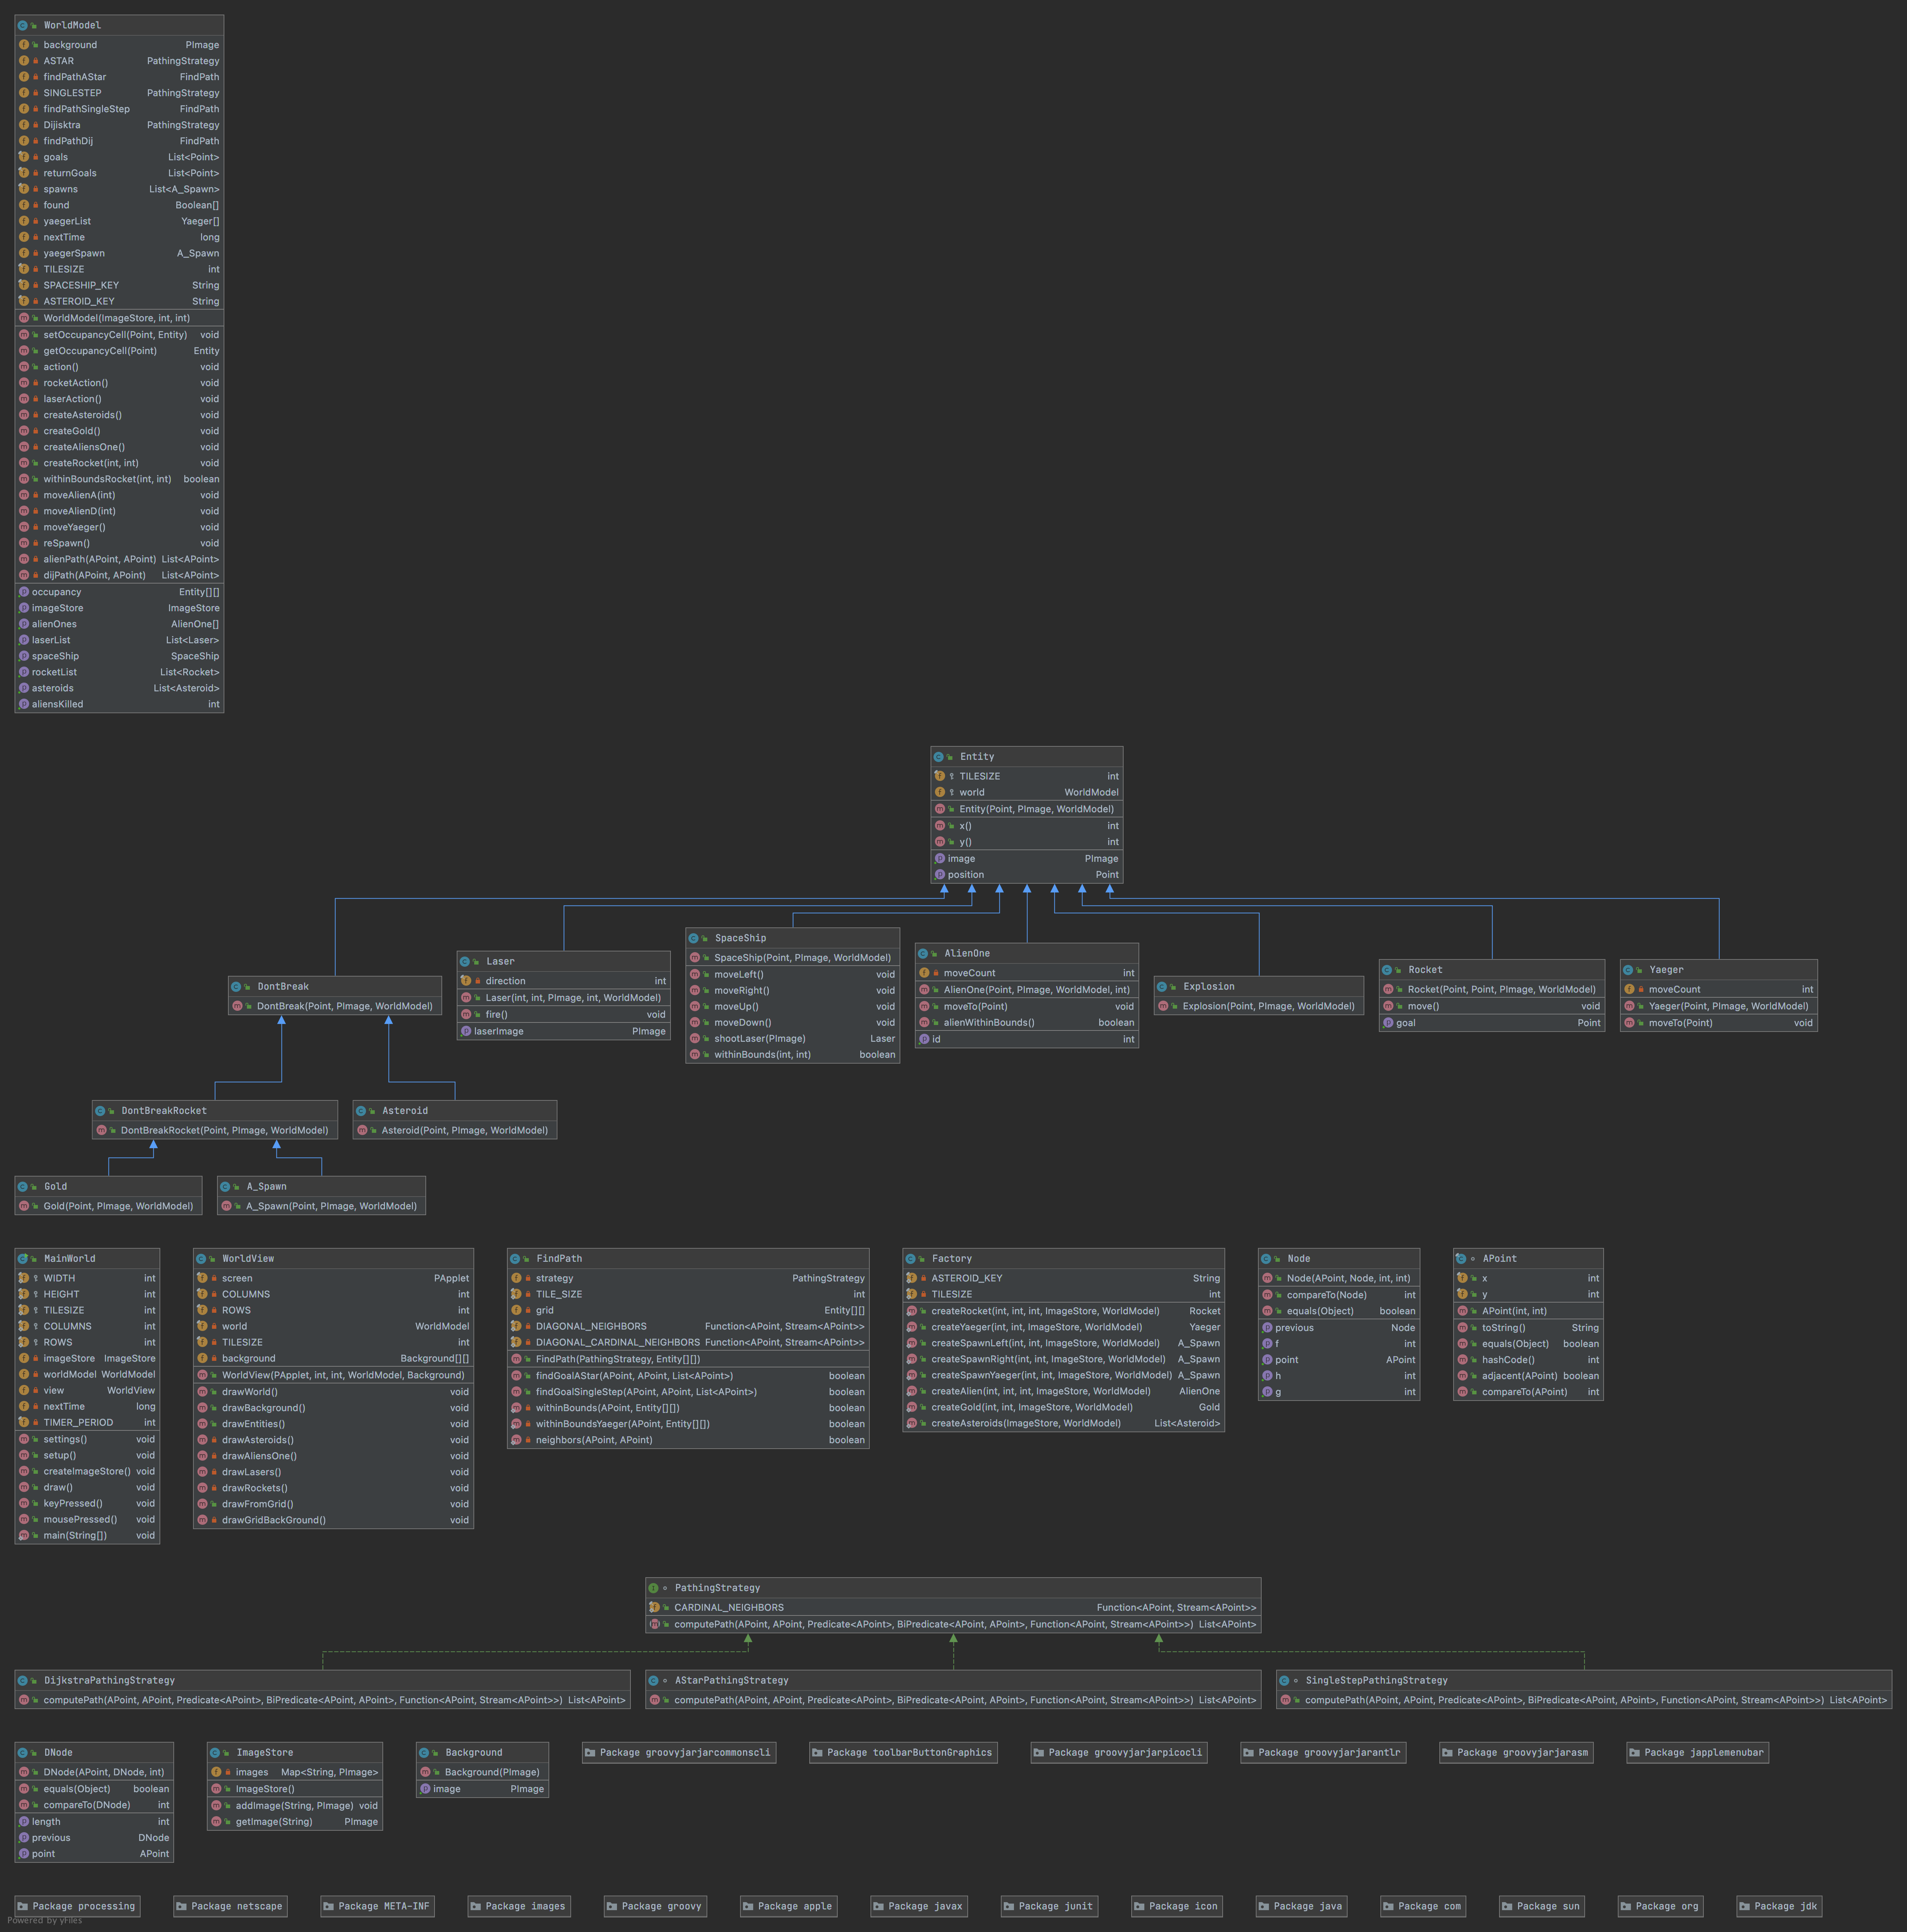 WorldModel
background PImage
ASTAR PathingStrategy
findPathAStar FindPath
SINGLESTEP PathingStrategy
findPathSingleStep FindPath
Dijisktra PathingStrategy
findPathDij FindPath
goals List<Point>
returnGoals List<Point>
spawns List<A_Spawn>
found Boolean[]
yaegerList Yaeger[]
nextTime long
yaegerSpawn A_Spawn
TILESIZE int
SPACESHIP_KEY String
ASTEROID_KEY String
WorldModel(ImageStore, int, int)
setOccupancyCell(Point, Entity) void
getOccupancyCell(Point) Entity
action() void
rocketAction() void
laserAction() void
createAsteroids() void
createGold() void
createAliensOne() void
createRocket(int, int) void
withinBoundsRocket(int, int) boolean
moveAlienA(int) void
moveAlienD(int) void
moveYaeger() void
reSpawn() void
alienPath(APoint, APoint) List<APoint>
dijPath(APoint, APoint) List<APoint>
occupancy Entity[][]
imageStore ImageStore
alienOnes AlienOne[]
laserList List<Laser>
spaceShip SpaceShip
rocketList List<Rocket>
asteroids List<Asteroid>
aliensKilled int
Entity
TILESIZE int
world WorldModel
Entity(Point, PImage, WorldModel)
x() int
y() int
image PImage
position Point
DontBreak
DontBreak(Point, PImage, WorldModel)
Laser
direction int
Laser(int, int, PImage, int, WorldModel)
fire() void
laserImage PImage
SpaceShip
SpaceShip(Point, PImage, WorldModel)
moveLeft() void
moveRight() void
moveUp() void
moveDown() void
shootLaser(PImage) Laser
withinBounds(int, int) boolean
AlienOne
moveCount int
AlienOne(Point, PImage, WorldModel, int)
moveTo(Point) void
alienWithinBounds() boolean
id int
Explosion
Explosion(Point, PImage, WorldModel)
Rocket
Rocket(Point, Point, PImage, WorldModel)
move() void
goal Point
Yaeger
moveCount int
Yaeger(Point, PImage, WorldModel)
moveTo(Point) void
DontBreakRocket
DontBreakRocket(Point, PImage, WorldModel)
Asteroid
Asteroid(Point, PImage, WorldModel)
Gold
Gold(Point, PImage, WorldModel)
A_Spawn
A_Spawn(Point, PImage, WorldModel)
MainWorld
WIDTH int
HEIGHT int
TILESIZE int
COLUMNS int
ROWS int
imageStore ImageStore
worldModel WorldModel
view WorldView
nextTime long
TIMER_PERIOD int
settings() void
setup() void
createImageStore() void
draw() void
keyPressed() void
mousePressed() void
main(String[]) void
WorldView
screen PApplet
COLUMNS int
ROWS int
world WorldModel
TILESIZE int
background Background[][]
WorldView(PApplet, int, int, WorldModel, Background)
drawWorld() void
drawBackground() void
drawEntities() void
drawAsteroids() void
drawAliensOne() void
drawLasers() void
drawRockets() void
drawFromGrid() void
drawGridBackGround() void
FindPath
strategy PathingStrategy
TILE_SIZE int
grid Entity[][]
DIAGONAL_NEIGHBORS Function<APoint, Stream<APoint>>
DIAGONAL_CARDINAL_NEIGHBORS Function<APoint, Stream<APoint>>
FindPath(PathingStrategy, Entity[][])
findGoalAStar(APoint, APoint, List<APoint>) boolean
findGoalSingleStep(APoint, APoint, List<APoint>) boolean
withinBounds(APoint, Entity[][]) boolean
withinBoundsYaeger(APoint, Entity[][]) boolean
neighbors(APoint, APoint) boolean
Factory
ASTEROID_KEY String
TILESIZE int
createRocket(int, int, int, ImageStore, WorldModel) Rocket
createYaeger(int, int, ImageStore, WorldModel) Yaeger
createSpawnLeft(int, int, ImageStore, WorldModel) A_Spawn
createSpawnRight(int, int, ImageStore, WorldModel) A_Spawn
createSpawnYaeger(int, int, ImageStore, WorldModel) A_Spawn
createAlien(int, int, int, ImageStore, WorldModel) AlienOne
createGold(int, int, ImageStore, WorldModel) Gold
createAsteroids(ImageStore, WorldModel) List<Asteroid>
Node
Node(APoint, Node, int, int)
compareTo(Node) int
equals(Object) boolean
previous Node
f int
point APoint
h int
g int
APoint
x int
y int
APoint(int, int)
toString() String
equals(Object) boolean
hashCode() int
adjacent(APoint) boolean
compareTo(APoint) int
PathingStrategy
CARDINAL_NEIGHBORS Function<APoint, Stream<APoint>>
computePath(APoint, APoint, Predicate<APoint>, BiPredicate<APoint, APoint>, Function<APoint, Stream<APoint>>) List<APoint>
DijkstraPathingStrategy
computePath(APoint, APoint, Predicate<APoint>, BiPredicate<APoint, APoint>, Function<APoint, Stream<APoint>>) List<APoint>
AStarPathingStrategy
computePath(APoint, APoint, Predicate<APoint>, BiPredicate<APoint, APoint>, Function<APoint, Stream<APoint>>) List<APoint>
SingleStepPathingStrategy
computePath(APoint, APoint, Predicate<APoint>, BiPredicate<APoint, APoint>, Function<APoint, Stream<APoint>>) List<APoint>
DNode
DNode(APoint, DNode, int)
equals(Object) boolean
compareTo(DNode) int
length int
previous DNode
point APoint
ImageStore
images Map<String, PImage>
ImageStore()
addImage(String, PImage) void
getImage(String) PImage
Background
Background(PImage)
image PImage
Package groovyjarjarcommonscli
Package toolbarButtonGraphics
Package groovyjarjarpicocli
Package groovyjarjarantlr
Package groovyjarjarasm
Package japplemenubar
Package processing
Package netscape
Package META-INF
Package images
Package groovy
Package apple
Package javax
Package junit
Package icon
Package java
Package com
Package sun
Package org
Package jdk
Powered by yFiles